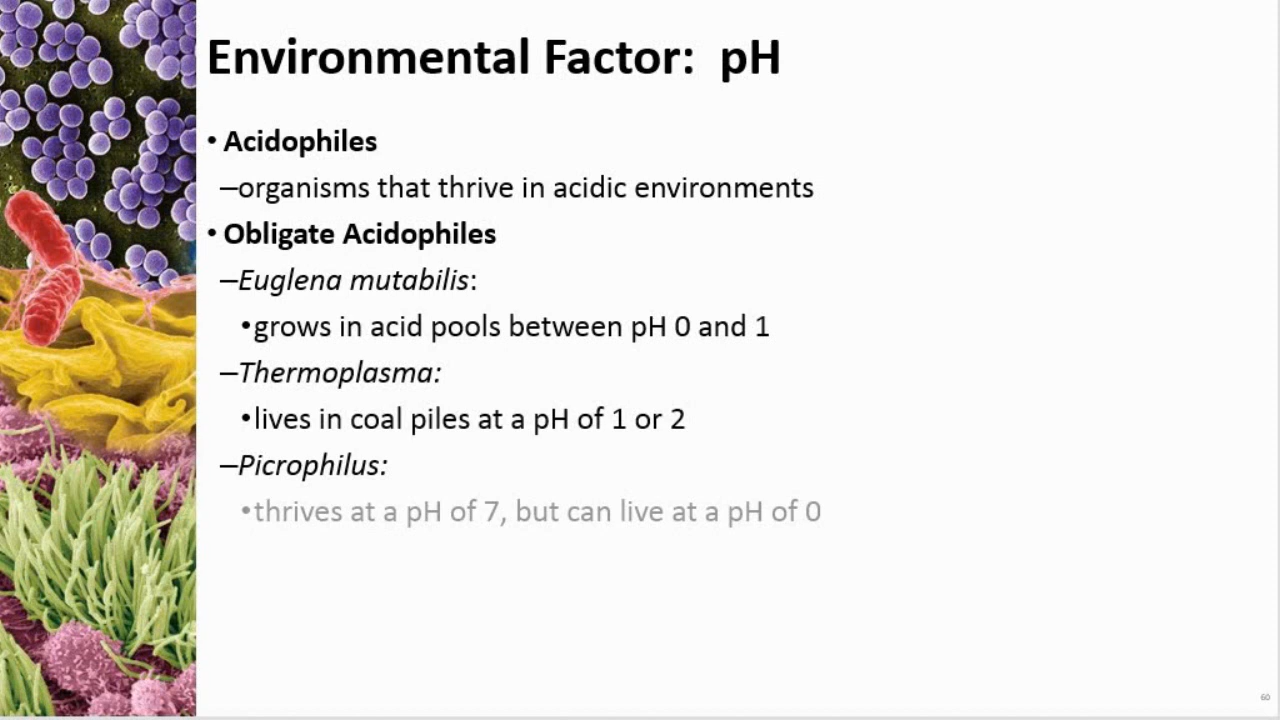 Environmental Factor: pH
• Acidophiles
–organisms that thrive in acidic environments
• Obligate Acidophiles
–Euglena mutabilis:
•grows in acid pools between pH 0 and 1
–Thermoplasma:
•lives in coal piles at a pH of 1 or 2
–Picrophilus:
•thrives at a pH of 7, but can live at a pH of 0
60